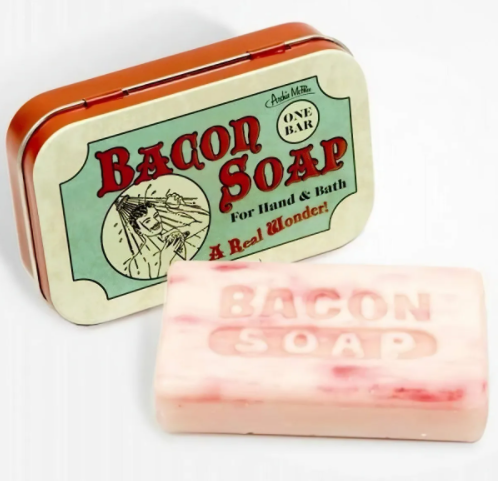 Archie McPhee
ONE
BAR
BACON
SOAP
For Hand & Bath
A Real Wonder!
BACON
SOAP